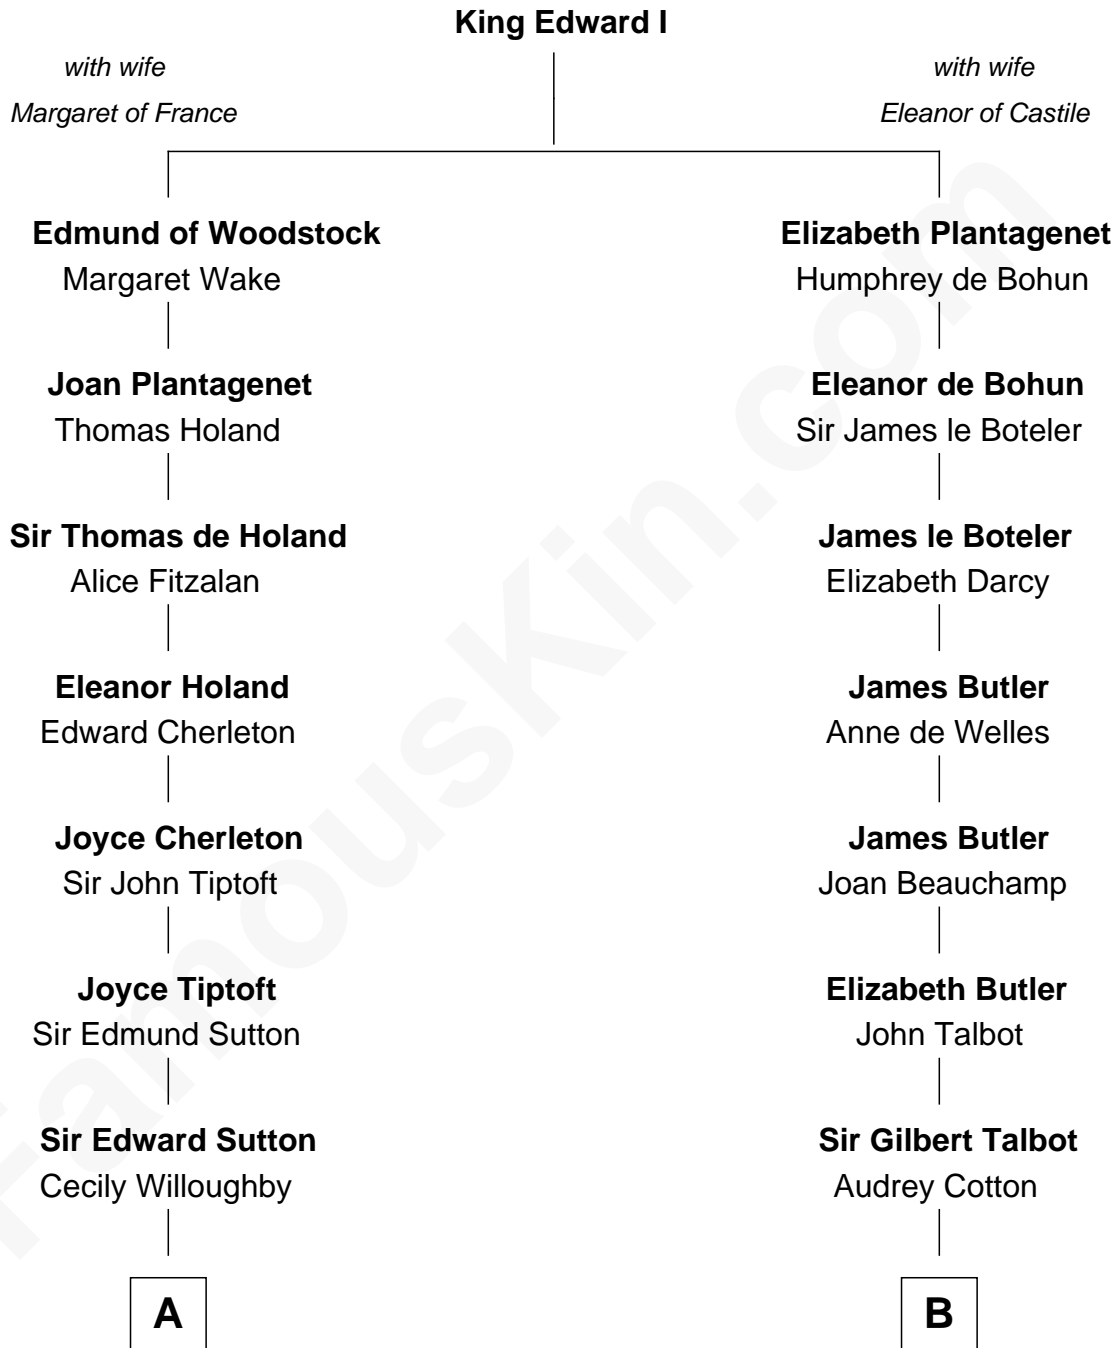 King Edward I
with wife
Margaret of France
with wife
Eleanor of Castile
Edmund of Woodstock
Margaret Wake
Elizabeth Plantagenet
Humphrey de Bohun
Joan Plantagenet
Thomas Holand
Eleanor de Bohun
Sir James le Boteler
Sir Thomas de Holand
Alice Fitzalan
James le Boteler
Elizabeth Darcy
Eleanor Holand
Edward Cherleton
James Butler
Anne de Welles
Joyce Cherleton
Sir John Tiptoft
James Butler
Joan Beauchamp
Joyce Tiptoft
Sir Edmund Sutton
Elizabeth Butler
John Talbot
Sir Edward Sutton
Cecily Willoughby
Sir Gilbert Talbot
Audrey Cotton
A
B
FamousKin.com